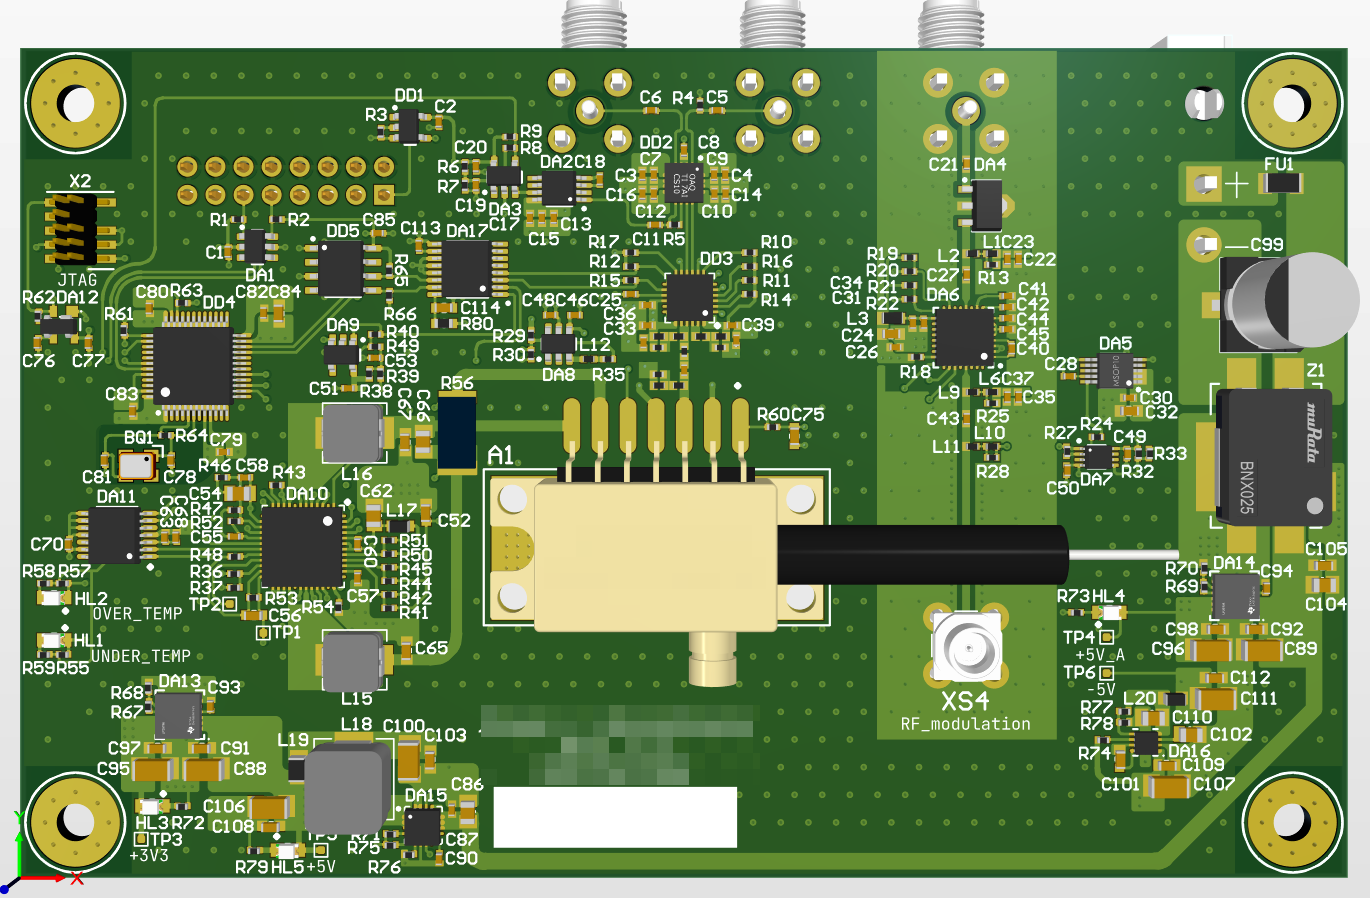 DD1
R3
C2
C6
R4
C5
R9
R8
DD2
C8
C7
C9
C20
R6
R7
C19
DA2
C18
DA3
C17
C13
C15
C3
C16
C4
C14
C12
C10
C11
R5
C21
DA4
FU1
X2
R1
R2
C85
C1
DA1
DD5
R65
C113
DA17
JTAG
R17
R12
R15
DD3
R10
R16
R11
R14
L2
L1
C23
C22
R13
C27
+
C99
R19
R20
R21
R22
C34
C31
DA6
C41
C42
C44
C45
C40
R62
DA12
C80
R63
DD4
C82
C84
R61
C76
C77
R66
C114
R80
C48
C46
C25
C36
C33
C39
L3
C24
C26
R18
DA9
R40
R49
C53
R39
R38
C51
R29
R30
L12
DA8
R35
DA5
MSOP10
C28
C30
C32
Z1
muRata
BNX025
C83
BQ1
R64
C79
C81
C78
C67
C66
R56
L16
R60
C75
L9
L6
C37
C35
R25
C43
L10
L11
R28
R27
R24
C49
R33
R32
DA7
C50
A1
R46
C58
R43
C54
DA10
R47
R52
C55
R48
R36
R37
TP2
DA11
C63
C68
C70
C62
L17
C52
C60
R51
R50
R45
R44
R42
R41
C57
R53
R54
C56
TP1
R58
R57
HL2
OVER_TEMP
HL1
UNDER_TEMP
R59
R55
C65
L15
C105
C104
DA14
R70
R69
C94
R73
HL4
TP4
+5V_A
TP6
-5V
C98
C92
C96
C89
C112
C111
L20
R77
R78
C110
C102
R74
DA16
C109
C101
C107
XS4
RF_modulation
DA13
C93
R68
R67
C97
C91
C95
C88
L18
L19
C100
C103
C106
C108
HL3
R72
TP3
+3V3
R79
HL5
+5V
R71
R75
R76
DA15
C86
C87
C90
Y
X